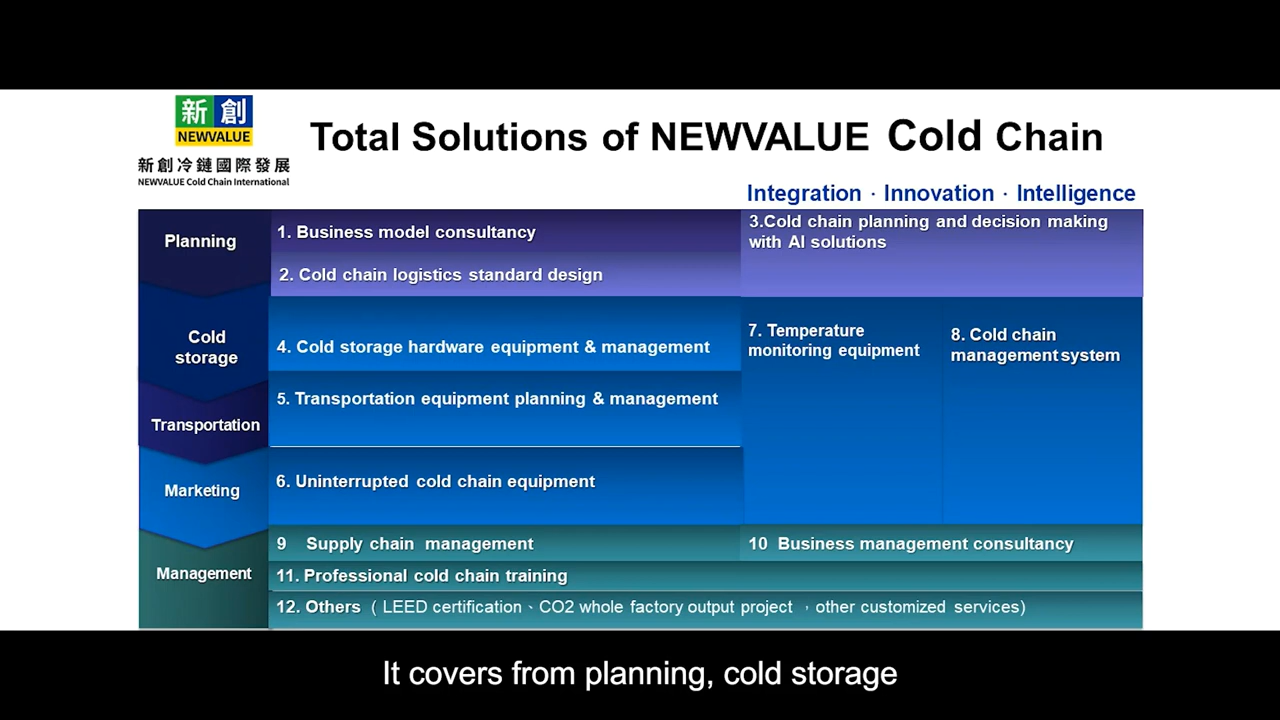 新創
NEWVALUE
新創冷鏈國際發展
NEWVALUE Cold Chain International
Total Solutions of NEWVALUE Cold Chain
Integration · Innovation · Intelligence
Planning
1. Business model consultancy
2. Cold chain logistics standard design
3.Cold chain planning and decision making
with AI solutions
Cold
storage
4. Cold storage hardware equipment & management
7. Temperature
monitoring equipment
8. Cold chain
management system
Transportation
5. Transportation equipment planning & management
Marketing
6. Uninterrupted cold chain equipment
Management
9 Supply chain management
10 Business management consultancy
11. Professional cold chain training
12. Others（LEED certification、CO2 whole factory output project ，other customized services)
It covers from planning, cold storage